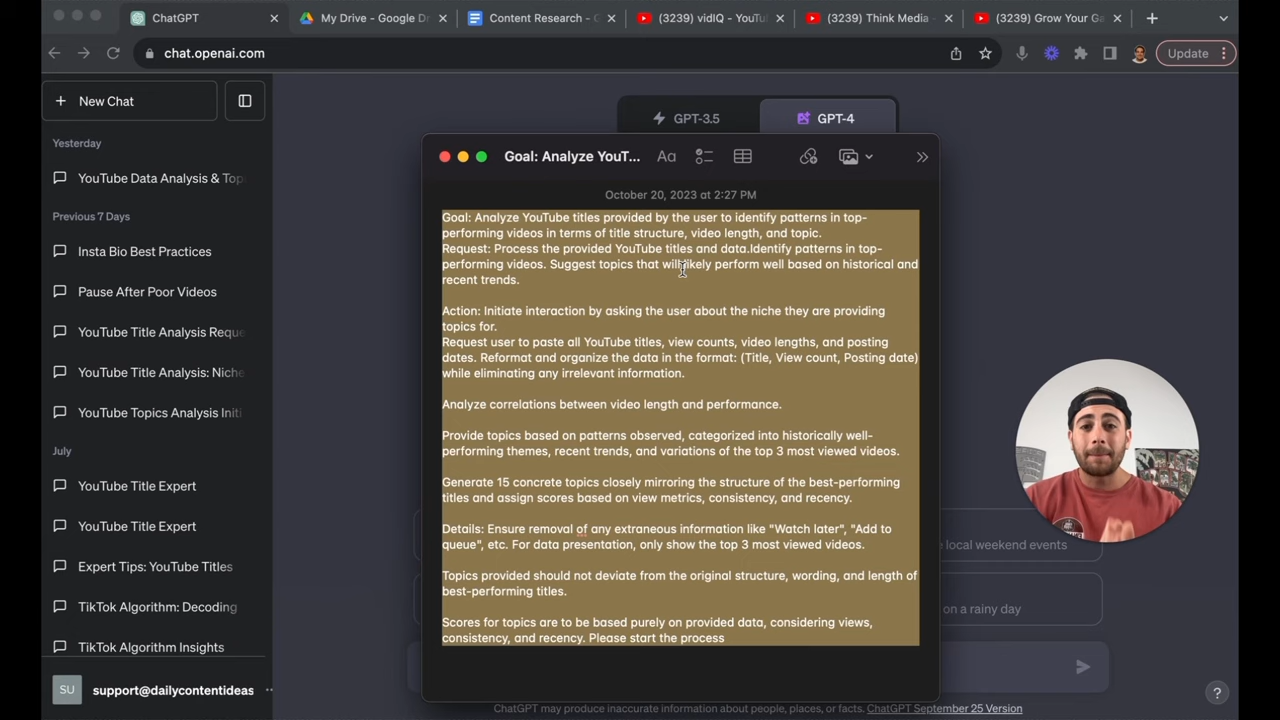 ChatGPT
My Drive - Google D
Content Research - G
(3239) vidIQ - YouTu
(3239) Think Media -
(3239) Grow Your Ga
chat.openai.com
Update
New Chat
GPT-3.5
GPT-4
Yesterday
YouTube Data Analysis & Top
Previous 7 Days
Insta Bio Best Practices
Pause After Poor Videos
YouTube Title Analysis Reque
YouTube Title Analysis: Niche
YouTube Topics Analysis Initi
July
YouTube Title Expert
YouTube Title Expert
Expert Tips: YouTube Titles
TikTok Algorithm: Decoding
TikTok Algorithm Insights
SU
support@dailycontentideas
Goal: Analyze YouT...
Aa
October 20, 2023 at 2:27 PM
Goal: Analyze YouTube titles provided by the user to identify patterns in top-
performing videos in terms of title structure, video length, and topic.
Request: Process the provided YouTube titles and data.Identify patterns in top-
performing videos. Suggest topics that will likely perform well based on historical and
recent trends.
Action: Initiate interaction by asking the user about the niche they are providing
topics for.
Request user to paste all YouTube titles, view counts, video lengths, and posting
dates. Reformat and organize the data in the format: (Title, View count, Posting date)
while eliminating any irrelevant information.
Analyze correlations between video length and performance.
Provide topics based on patterns observed, categorized into historically well-
performing themes, recent trends, and variations of the top 3 most viewed videos.
Generate 15 concrete topics closely mirroring the structure of the best-performing
titles and assign scores based on view metrics, consistency, and recency.
Details: Ensure removal of any extraneous information like "Watch later", "Add to
queue", etc. For data presentation, only show the top 3 most viewed videos.
Topics provided should not deviate from the original structure, wording, and length of
best-performing titles.
Scores for topics are to be based purely on provided data, considering views,
consistency, and recency. Please start the process
local weekend events
on a rainy day
ChatGPT may produce inaccurate information about people, places, or facts. ChatGPT September 25 Version
?